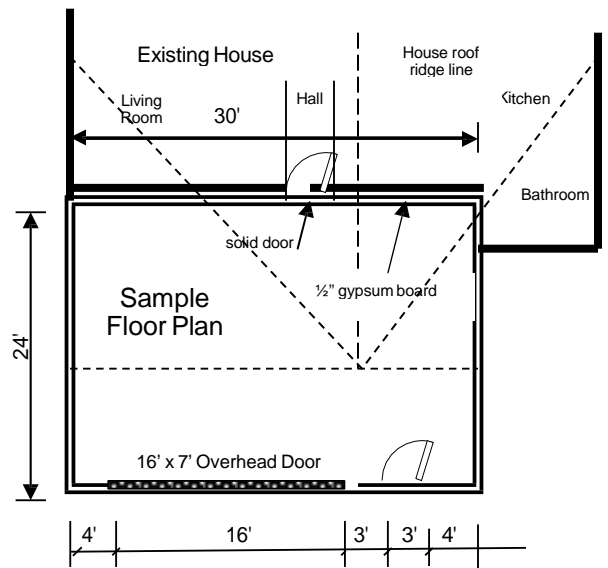 Existing House
House roof
ridge line
Living
Room
30'
Hall
Kitchen
Bathroom
solid door
½" gypsum board
Sample
Floor Plan
24'
16' x 7' Overhead Door
4'
16'
3'
3'
4'